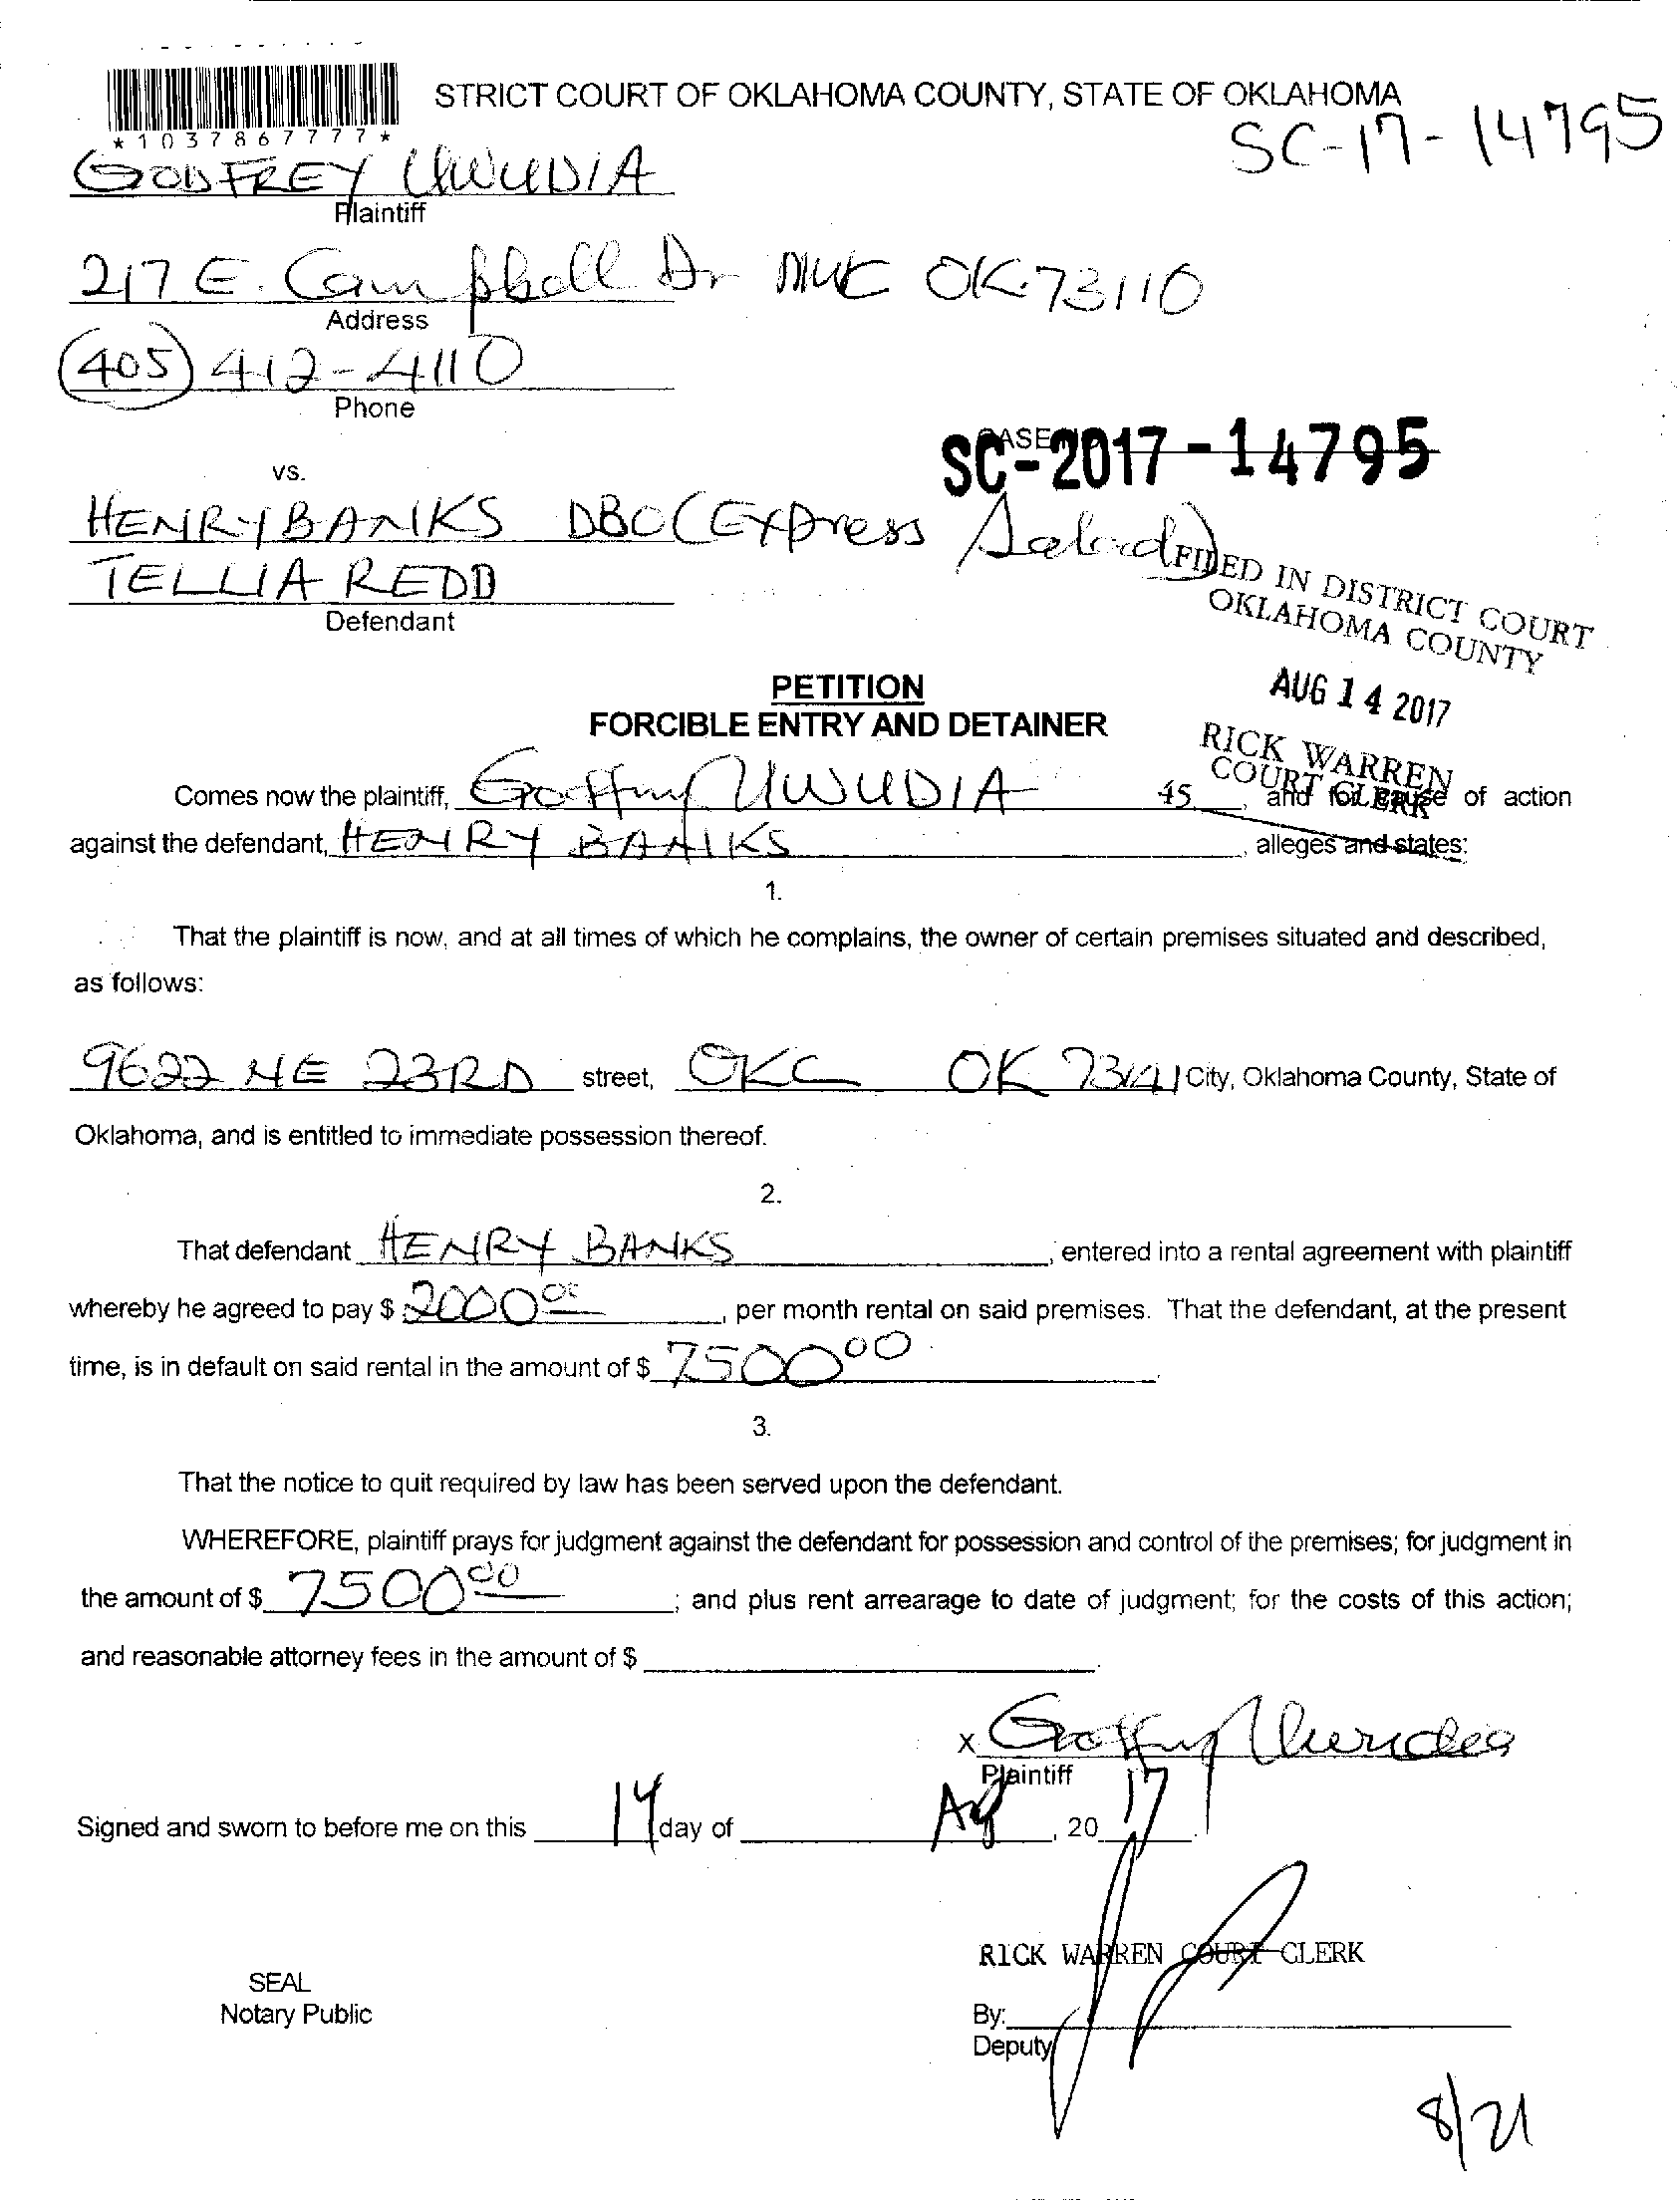 STRICT COURT OF OKLAHOMA COUNTY, STATE OF OKLAHOMA
*1037867777*
SC-17-14795
GODFREY UWUDIA
Plaintiff
217 E. Campbell Dr MWC OK 73110
Address
(405) 412-4110
Phone
SC-2017-14795
vs.
HENRY BANKS DBO (Express
TELLIA REDD
Defendant
FILED IN DISTRICT COURT
OKLAHOMA COUNTY
AUG 14 2017
RICK WARREN
COURT CLERK
PETITION
FORCIBLE ENTRY AND DETAINER
Comes now the plaintiff, UWUDIA 45, and for cause of action
against the defendant, HENRY BANKS, alleges and states:
1.
That the plaintiff is now, and at all times of which he complains, the owner of certain premises situated and described,
as follows:
9622 NE 23RD street, OKC OK 73141 City, Oklahoma County, State of
Oklahoma, and is entitled to immediate possession thereof.
2.
That defendant HENRY BANKS, entered into a rental agreement with plaintiff
whereby he agreed to pay $ 2000 00, per month rental on said premises. That the defendant, at the present
time, is in default on said rental in the amount of $ 7500 00.
3.
That the notice to quit required by law has been served upon the defendant.
WHEREFORE, plaintiff prays for judgment against the defendant for possession and control of the premises; for judgment in
the amount of $ 7500 00; and plus rent arrearage to date of judgment; for the costs of this action;
and reasonable attorney fees in the amount of $
x
Plaintiff
Signed and sworn to before me on this 14 day of Aug, 2017.
RICK WARREN COURT CLERK
SEAL
Notary Public
By:
Deputy
8/21